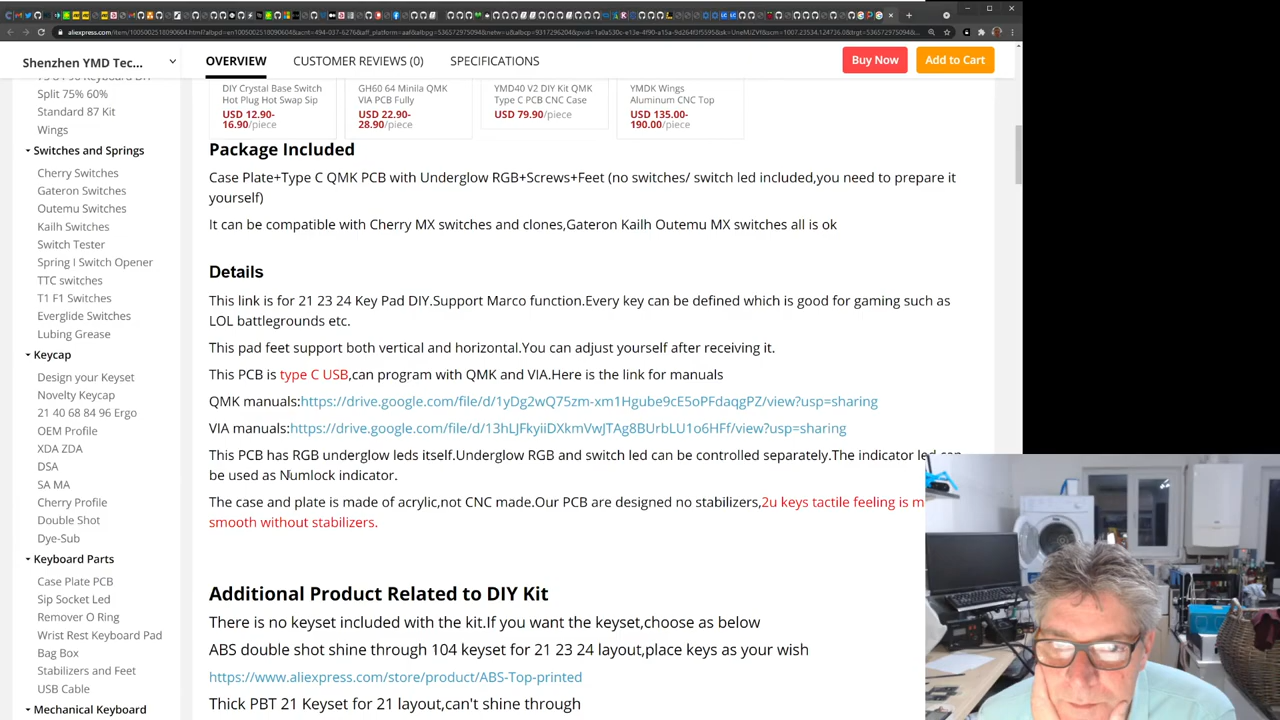 aliexpress.com/item/1005002518090604.html
Shenzhen YMD Tec...
OVERVIEW
CUSTOMER REVIEWS (0)
SPECIFICATIONS
Buy Now
Add to Cart
Split 75% 60%
Standard 87 Kit
Wings
Switches and Springs
Cherry Switches
Gateron Switches
Outemu Switches
Kailh Switches
Switch Tester
Spring I Switch Opener
TTC switches
T1 F1 Switches
Everglide Switches
Lubing Grease
Keycap
Design your Keyset
Novelty Keycap
21 40 68 84 96 Ergo
OEM Profile
XDA ZDA
DSA
SA MA
Cherry Profile
Double Shot
Dye-Sub
Keyboard Parts
Case Plate PCB
Sip Socket Led
Remover O Ring
Wrist Rest Keyboard Pad
Bag Box
Stabilizers and Feet
USB Cable
Mechanical Keyboard
DIY Crystal Base Switch
Hot Plug Hot Swap Sip
USD 12.90-
16.90/piece
GH60 64 Minila QMK
VIA PCB Fully
USD 22.90-
28.90/piece
YMD40 V2 DIY Kit QMK
Type C PCB CNC Case
USD 79.90/piece
YMDK Wings
Aluminum CNC Top
USD 135.00-
190.00/piece
Package Included
Case Plate+Type C QMK PCB with Underglow RGB+Screws+Feet (no switches/ switch led included,you need to prepare it
yourself)
It can be compatible with Cherry MX switches and clones,Gateron Kailh Outemu MX switches all is ok
Details
This link is for 21 23 24 Key Pad DIY.Support Marco function.Every key can be defined which is good for gaming such as
LOL battlegrounds etc.
This pad feet support both vertical and horizontal.You can adjust yourself after receiving it.
This PCB is type C USB,can program with QMK and VIA.Here is the link for manuals
QMK manuals:https://drive.google.com/file/d/1yDg2wQ75zm-xm1Hgube9cE5oPFdaqgPZ/view?usp=sharing
VIA manuals:https://drive.google.com/file/d/13hLJFkyiiDXkmVwJTAg8BUrbLU1o6HFf/view?usp=sharing
This PCB has RGB underglow leds itself.Underglow RGB and switch led can be controlled separately.The indicator led can
be used as Numlock indicator.
The case and plate is made of acrylic,not CNC made.Our PCB are designed no stabilizers,2u keys tactile feeling is m
smooth without stabilizers.
Additional Product Related to DIY Kit
There is no keyset included with the kit.If you want the keyset,choose as below
ABS double shot shine through 104 keyset for 21 23 24 layout,place keys as your wish
https://www.aliexpress.com/store/product/ABS-Top-printed
Thick PBT 21 Keyset for 21 layout,can't shine through